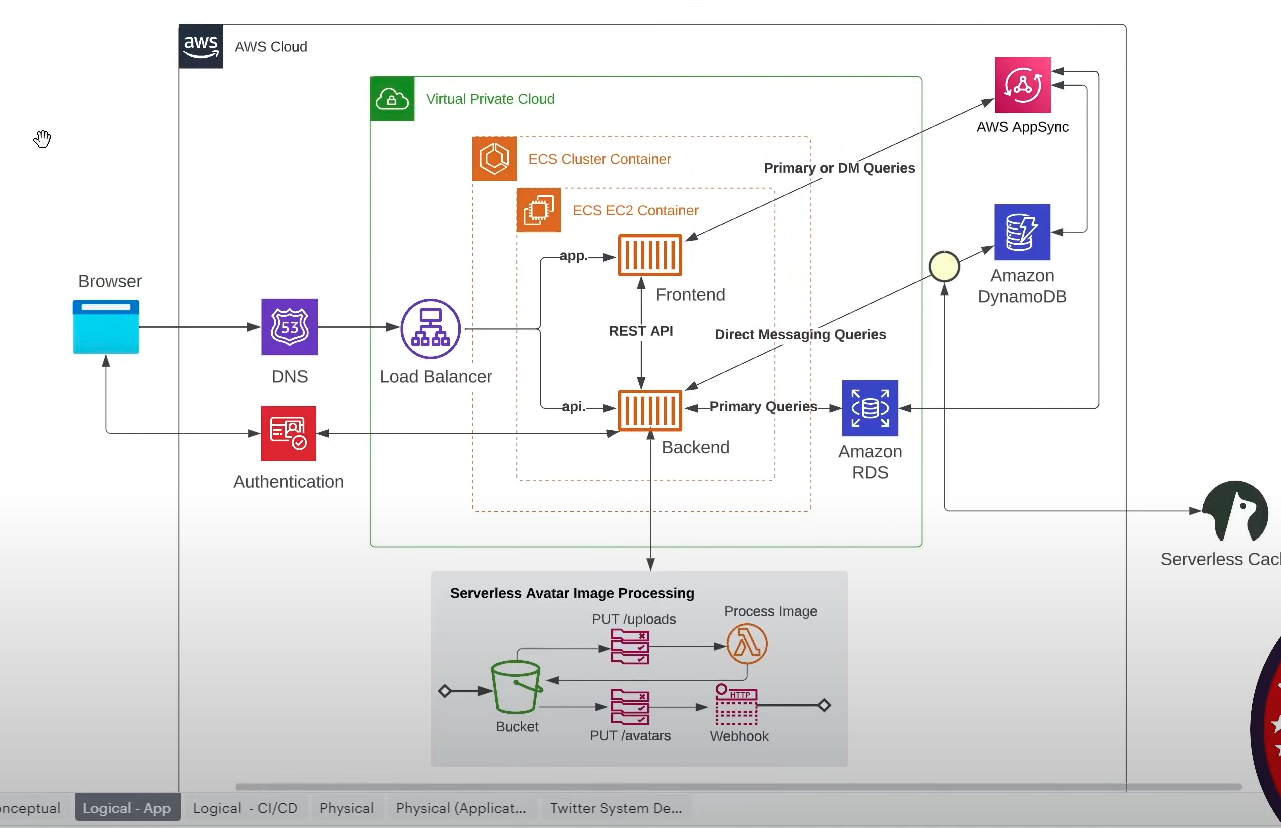 aws
AWS Cloud
Virtual Private Cloud
ECS Cluster Container
ECS EC2 Container
AWS AppSync
Primary or DM Queries
app.
Frontend
Amazon
DynamoDB
Browser
53
DNS
Load Balancer
REST API
Direct Messaging Queries
api.
Primary Queries
Backend
Amazon
RDS
Authentication
Serverless
Serverless Avatar Image Processing
PUT /uploads
Process Image
HTTP
Bucket
PUT /avatars
Webhook
Logical - App
Logical - CI/CD
Physical
Physical (Applicat...
Twitter System De...